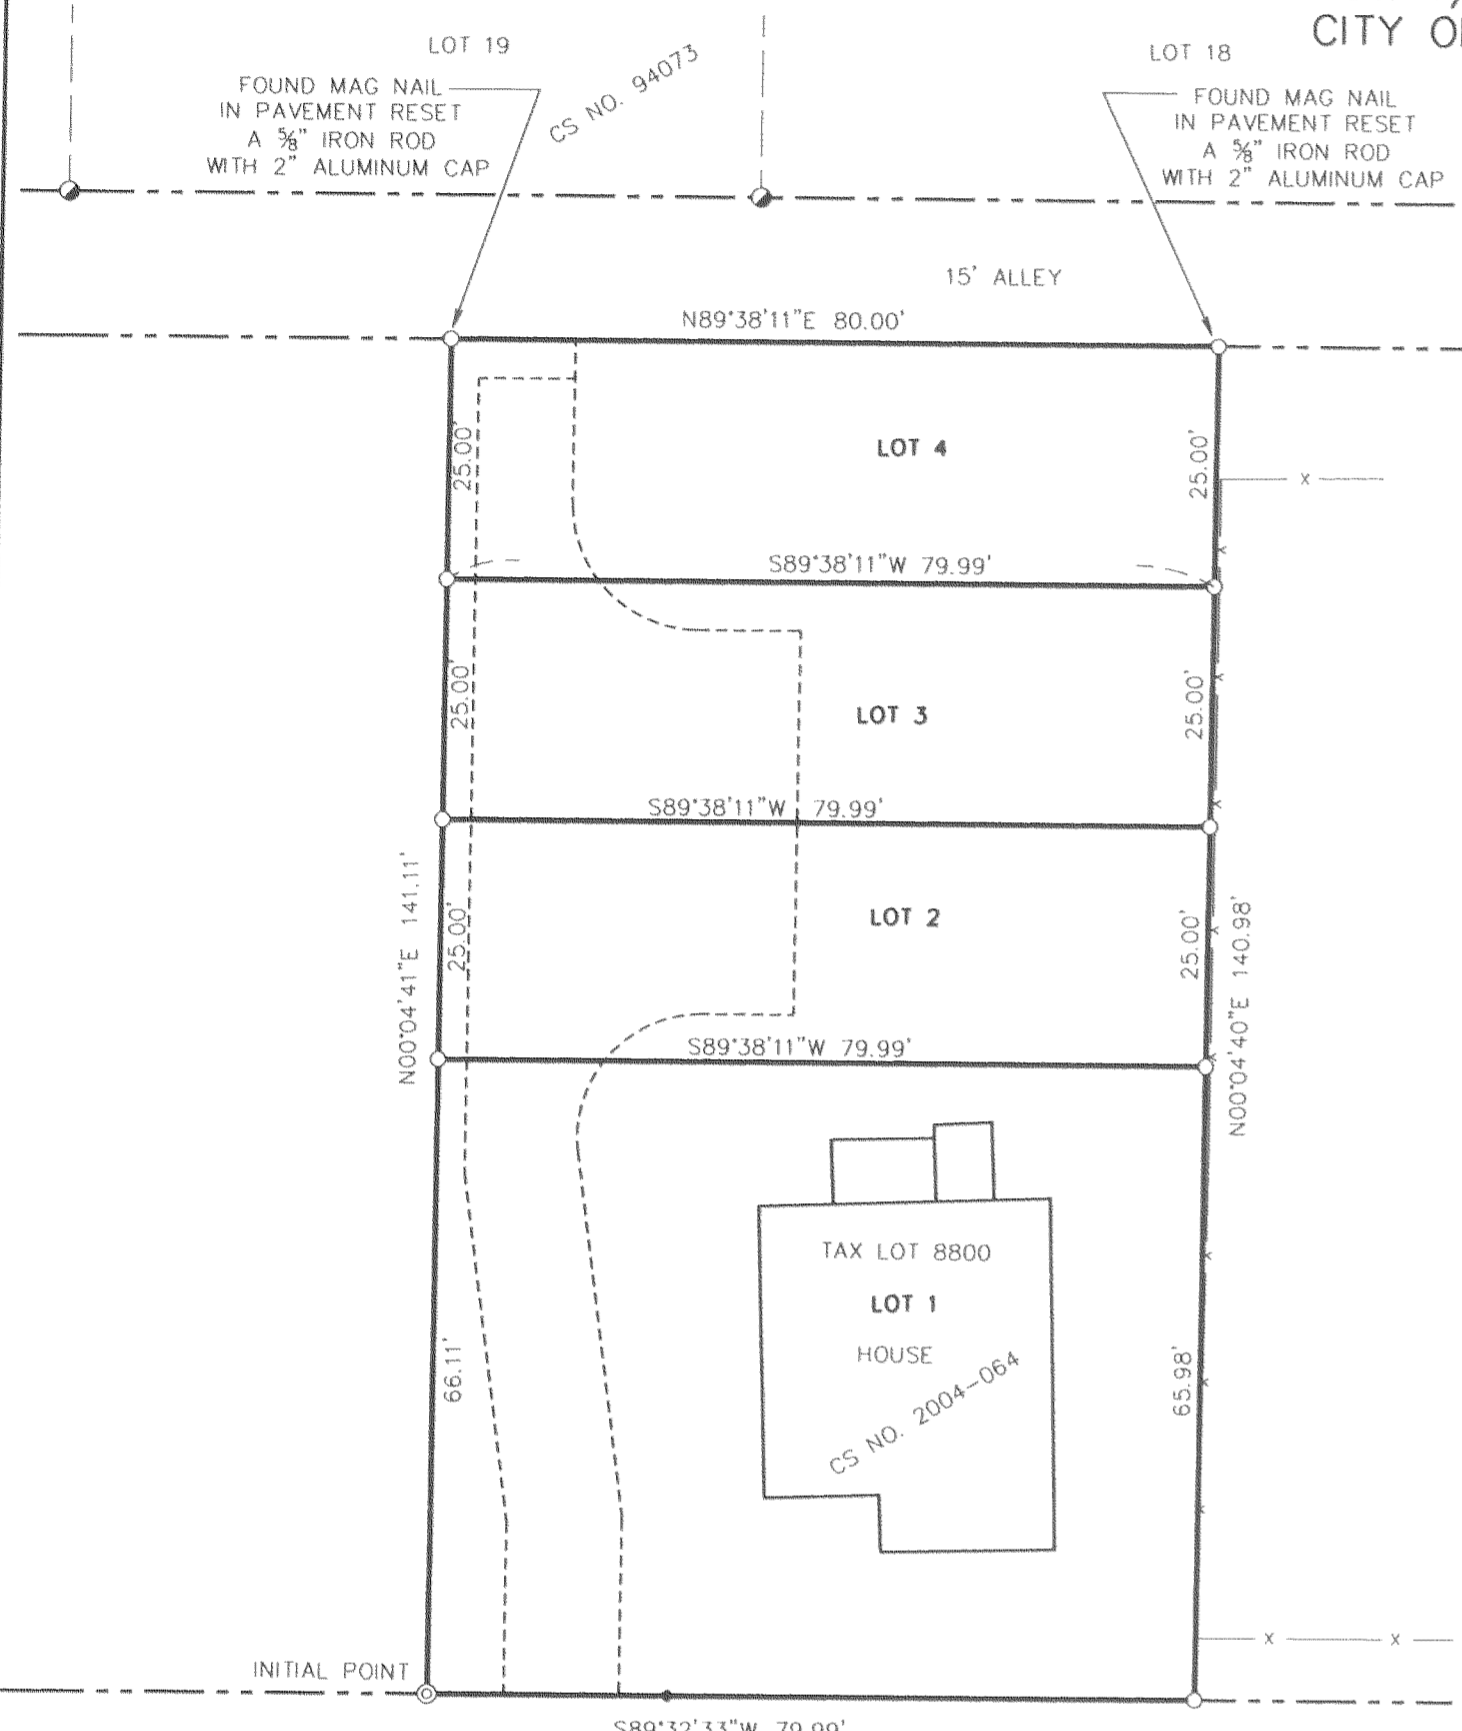 CITY
LOT 19
LOT 18
CS NO. 94073
FOUND MAG NAIL
IN PAVEMENT RESET
A ⅝" IRON ROD
WITH 2" ALUMINUM CAP
FOUND MAG NAIL
IN PAVEMENT RESET
A ⅝" IRON ROD
WITH 2" ALUMINUM CAP
15' ALLEY
N89°38'11"E 80.00'
25.00'
LOT 4
25.00'
x
S89°38'11"W 79.99'
25.00'
LOT 3
25.00'
S89°38'11"W 79.99'
N00°04'41"E 141.11'
25.00'
LOT 2
25.00'
N00°04'40"E 140.98'
S89°38'11"W 79.99'
TAX LOT 8800
LOT 1
HOUSE
CS NO. 2004-064
66.11'
65.98'
x x
INITIAL POINT
S89°32'33"W 79.99'